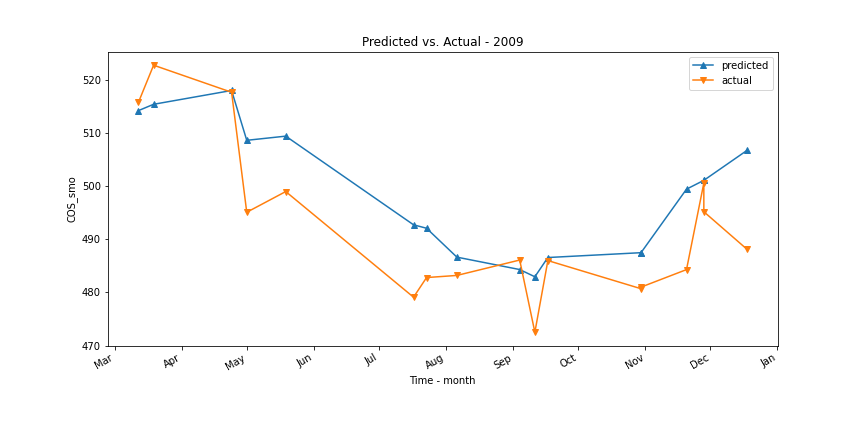 Predicted vs. Actual - 2009
predicted
actual
COS_smo
520
510
500
490
480
470
Mar Apr May Jun Jul Aug Sep Oct Nov Dec Jan
Time - month